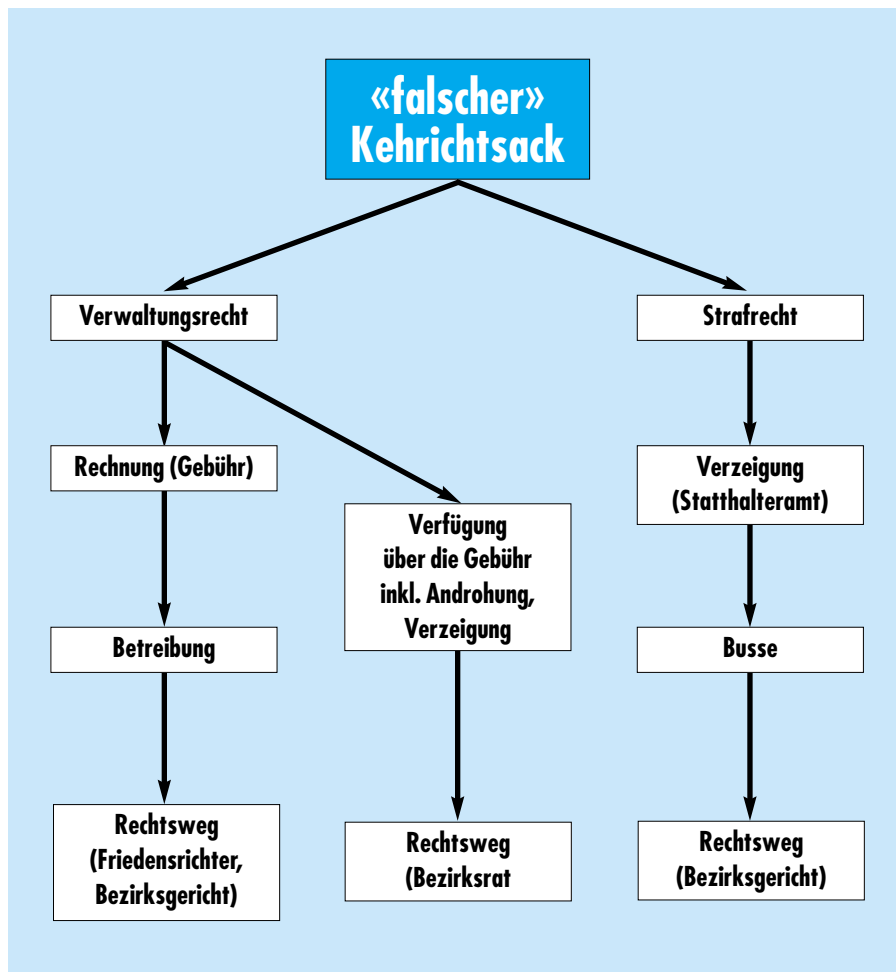 «falscher»
Kehrichtsack
Verwaltungsrecht
Strafrecht
Rechnung (Gebühr)
Verzeigung
(Statthalteramt)
Verfügung
über die Gebühr
inkl. Androhung,
Verzeigung
Betreibung
Busse
Rechtsweg
(Friedensrichter,
Bezirksgericht)
Rechtsweg
(Bezirksrat
Rechtsweg
(Bezirksgericht)